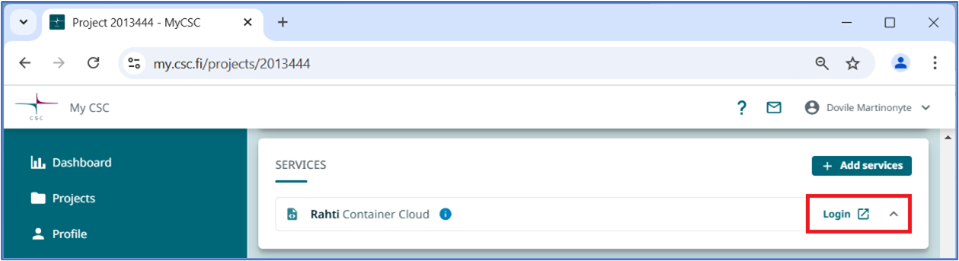 Project 2013444 - MyCSC
my.csc.fi/projects/2013444
CSC
My CSC
? Dovile Martinonyte
Dashboard
SERVICES
+ Add services
Projects
Rahti Container Cloud i
Login
Profile